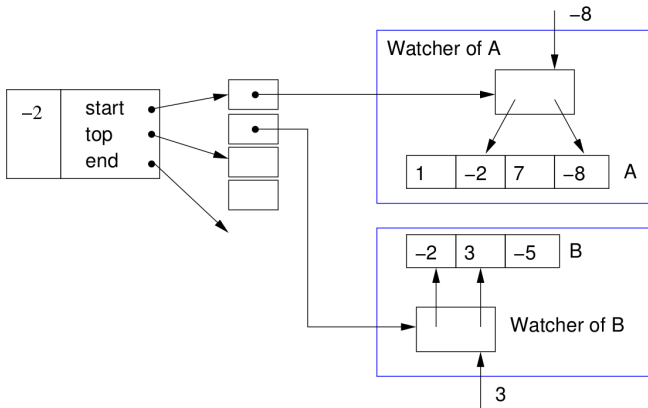 −8
Watcher of A
−2
start
top
end
1 −2 7 −8 A
−2 3 −5 B
Watcher of B
3